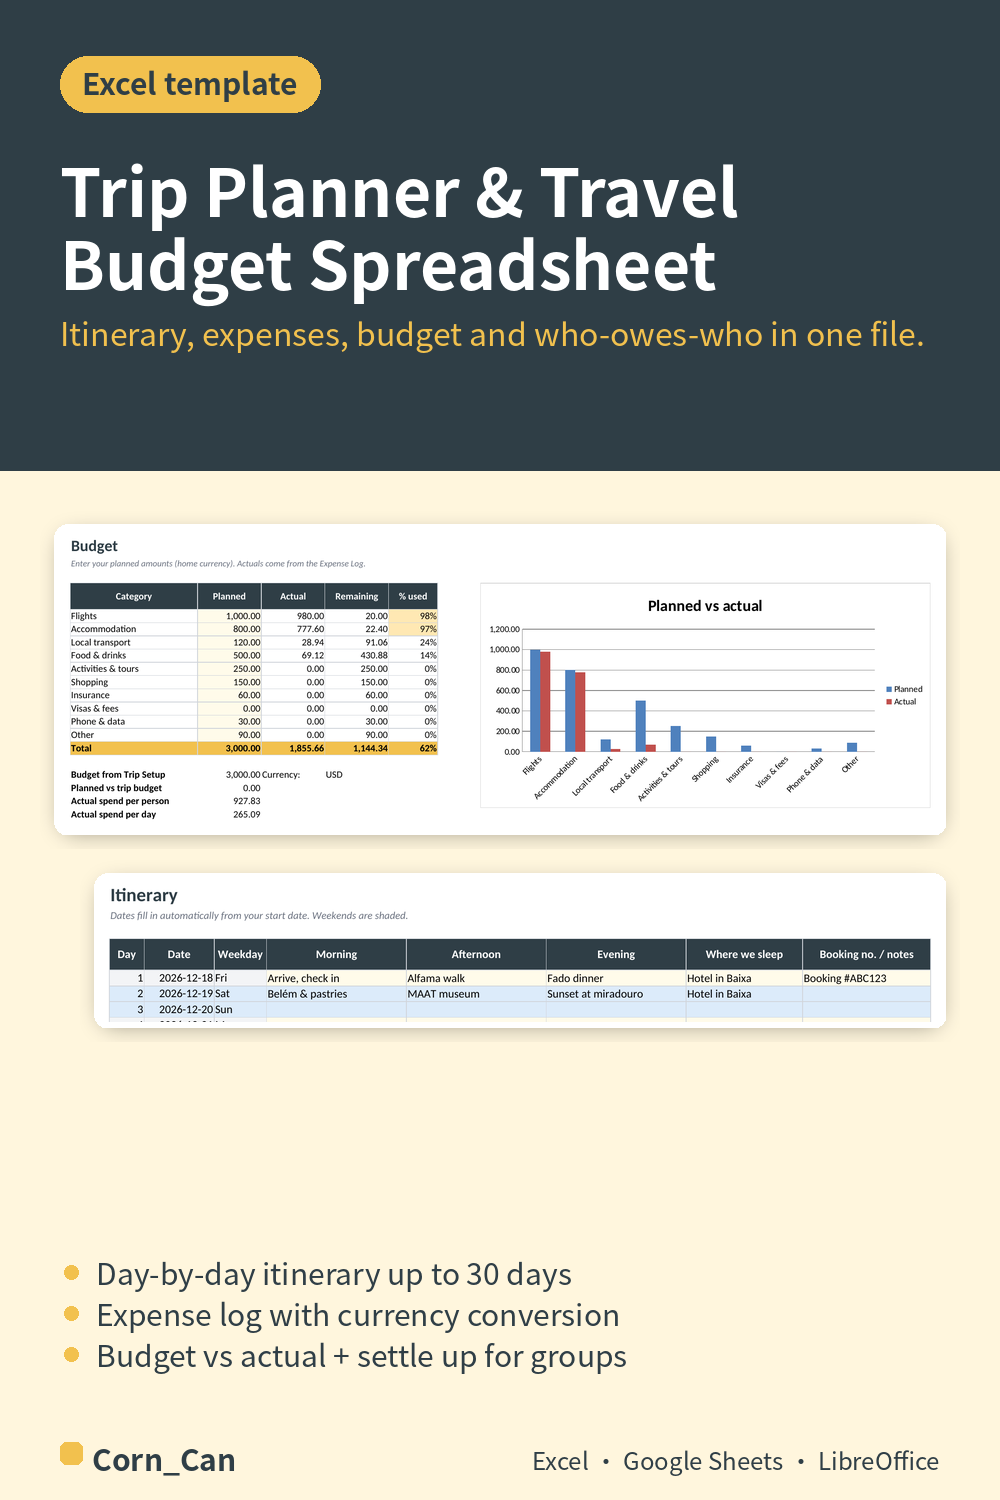 Excel template
Trip Planner & Travel
Budget Spreadsheet
Itinerary, expenses, budget and who-owes-who in one file.
Budget
Enter your planned amounts (home currency). Actuals come from the Expense Log.
Category Planned Actual Remaining % used
Flights 1,000.00 980.00 20.00 98%
Accommodation 800.00 777.60 22.40 97%
Local transport 120.00 28.94 91.06 24%
Food & drinks 500.00 69.12 430.88 14%
Activities & tours 250.00 0.00 250.00 0%
Shopping 150.00 0.00 150.00 0%
Insurance 60.00 0.00 60.00 0%
Visas & fees 0.00 0.00 0.00 0%
Phone & data 30.00 0.00 30.00 0%
Other 90.00 0.00 90.00 0%
Total 3,000.00 1,855.66 1,144.34 62%
Budget from Trip Setup 3,000.00 Currency: USD
Planned vs trip budget 0.00
Actual spend per person 927.83
Actual spend per day 265.09
Planned vs actual
1,200.00
1,000.00
800.00
600.00
400.00
200.00
0.00
Flights
Accommodation
Local transport
Food & drinks
Activities & tours
Shopping
Insurance
Visas & fees
Phone & data
Other
Planned
Actual
Itinerary
Dates fill in automatically from your start date. Weekends are shaded.
Day Date Weekday Morning Afternoon Evening Where we sleep Booking no. / notes
1 2026-12-18 Fri Arrive, check in Alfama walk Fado dinner Hotel in Baixa Booking #ABC123
2 2026-12-19 Sat Belém & pastries MAAT museum Sunset at miradouro Hotel in Baixa
3 2026-12-20 Sun
Day-by-day itinerary up to 30 days
Expense log with currency conversion
Budget vs actual + settle up for groups
Corn_Can
Excel • Google Sheets • LibreOffice